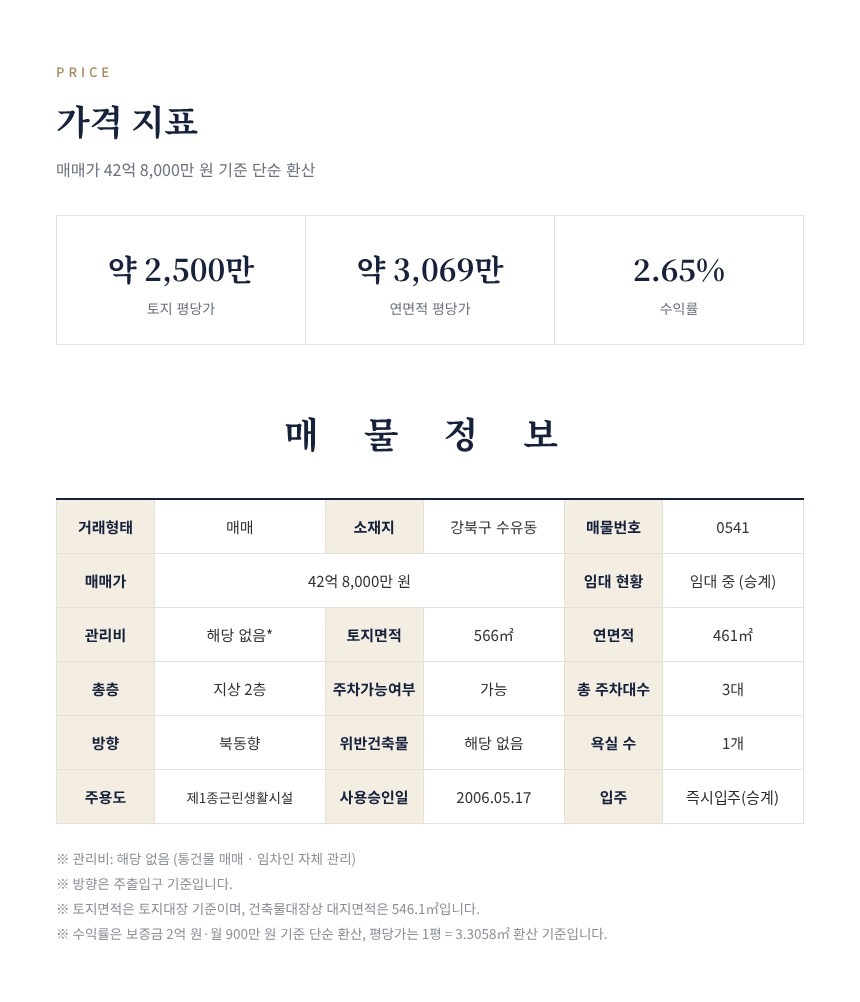 PRICE
가격 지표
매매가 42억 8,000만 원 기준 단순 환산
약 2,500만 약 3,069만 2.65%
토지 평당가 연면적 평당가 수익률
매 물 정 보
거래형태 매매 소재지 강북구 수유동 매물번호 0541
매매가 42억 8,000만 원 임대 현황 임대 중 (승계)
관리비 해당 없음* 토지면적 566㎡ 연면적 461㎡
총층 지상 2층 주차가능여부 가능 총 주차대수 3대
방향 북동향 위반건축물 해당 없음 욕실 수 1개
주용도 제1종근린생활시설 사용승인일 2006.05.17 입주 즉시입주(승계)
※ 관리비: 해당 없음 (통건물 매매 · 임차인 자체 관리)
※ 방향은 주출입구 기준입니다.
※ 토지면적은 토지대장 기준이며, 건축물대장상 대지면적은 546.1㎡입니다.
※ 수익률은 보증금 2억 원·월 900만 원 기준 단순 환산, 평당가는 1평 = 3.3058㎡ 환산 기준입니다.